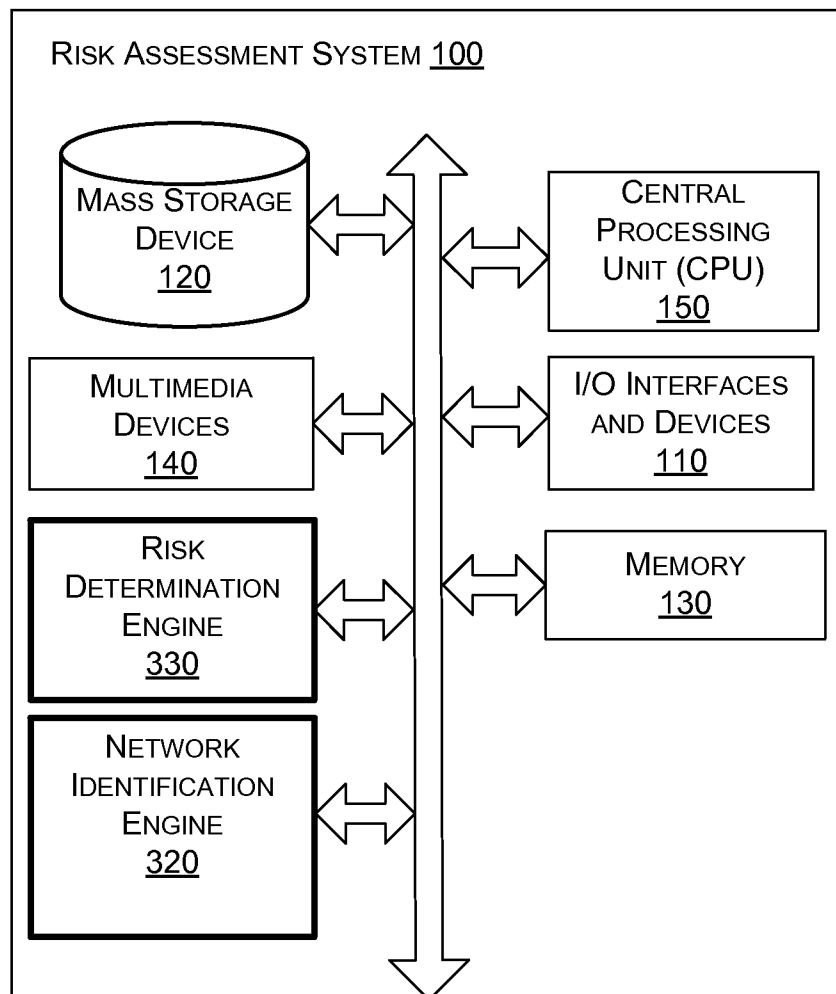 RISK ASSESSMENT SYSTEM 100
MASS STORAGE
DEVICE
120
CENTRAL
PROCESSING
UNIT (CPU)
150
MULTIMEDIA
DEVICES
140
I/O INTERFACES
AND DEVICES
110
RISK
DETERMINATION
ENGINE
330
MEMORY
130
NETWORK
IDENTIFICATION
ENGINE
320